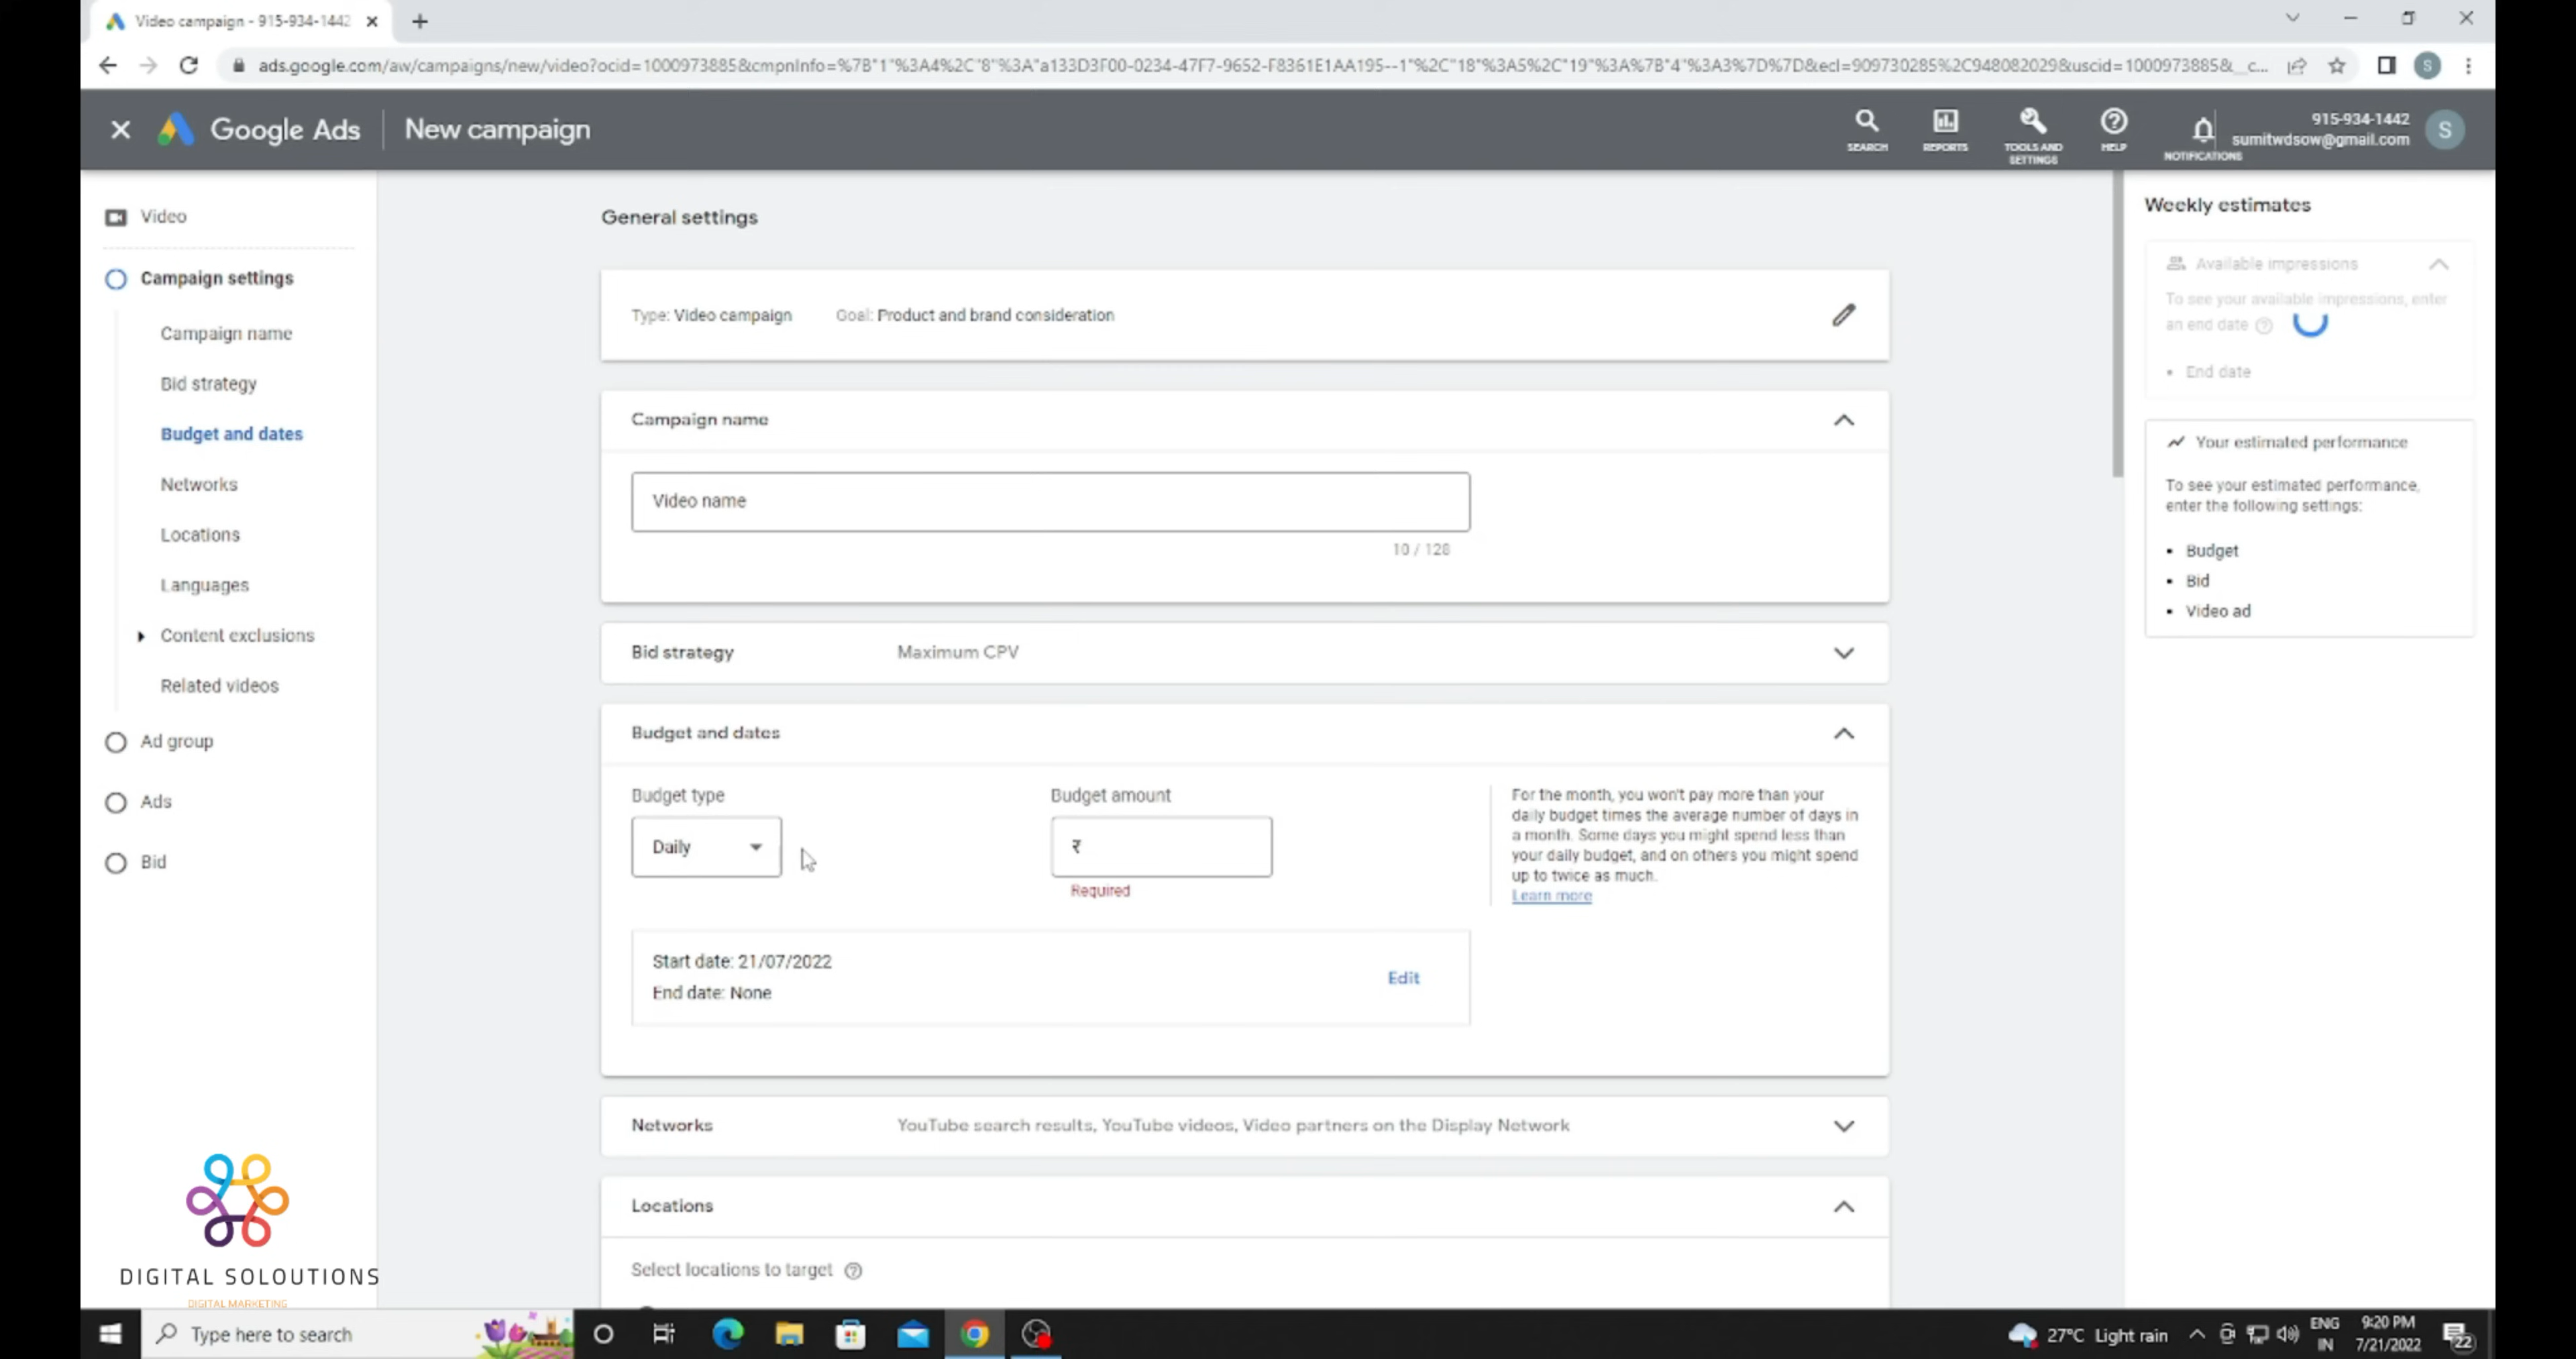 Video campaign - 915-934-1442
ads.google.com/aw/campaigns/new/video?ocid=1000973885&cmpnInfo=%7B"1"%3A4%2C"8"%3A"a133D3F00-0234-47F7-9652-F8361E1AA195--1"%2C"18"%3A5%2C"19"%3A%7B"4"%3A3%7D%7D&ecl=909730285%2C948082029&uscid=1000973885&__c...
S
Google Ads
New campaign
SEARCH
REPORTS
TOOLS AND
SETTINGS
HELP
NOTIFICATIONS
915-934-1442
sumitwdsow@gmail.com
S
Video
Campaign settings
Campaign name
Bid strategy
Budget and dates
Networks
Locations
Languages
Content exclusions
Related videos
Ad group
Ads
Bid
DIGITAL SOLOUTIONS
DIGITAL MARKETING
General settings
Type: Video campaign
Goal: Product and brand consideration
Campaign name
Video name
10 / 128
Bid strategy
Maximum CPV
Budget and dates
Budget type
Daily
Budget amount
₹
Required
For the month, you won't pay more than your
daily budget times the average number of days in
a month. Some days you might spend less than
your daily budget, and on others you might spend
up to twice as much.
Learn more
Start date: 21/07/2022
End date: None
Edit
Networks
YouTube search results, YouTube videos, Video partners on the Display Network
Locations
Select locations to target
Weekly estimates
Available impressions
To see your available impressions, enter
an end date
• End date
Your estimated performance
To see your estimated performance,
enter the following settings:
• Budget
• Bid
• Video ad
Type here to search
27°C Light rain
ENG
IN
9:20 PM
7/21/2022
22